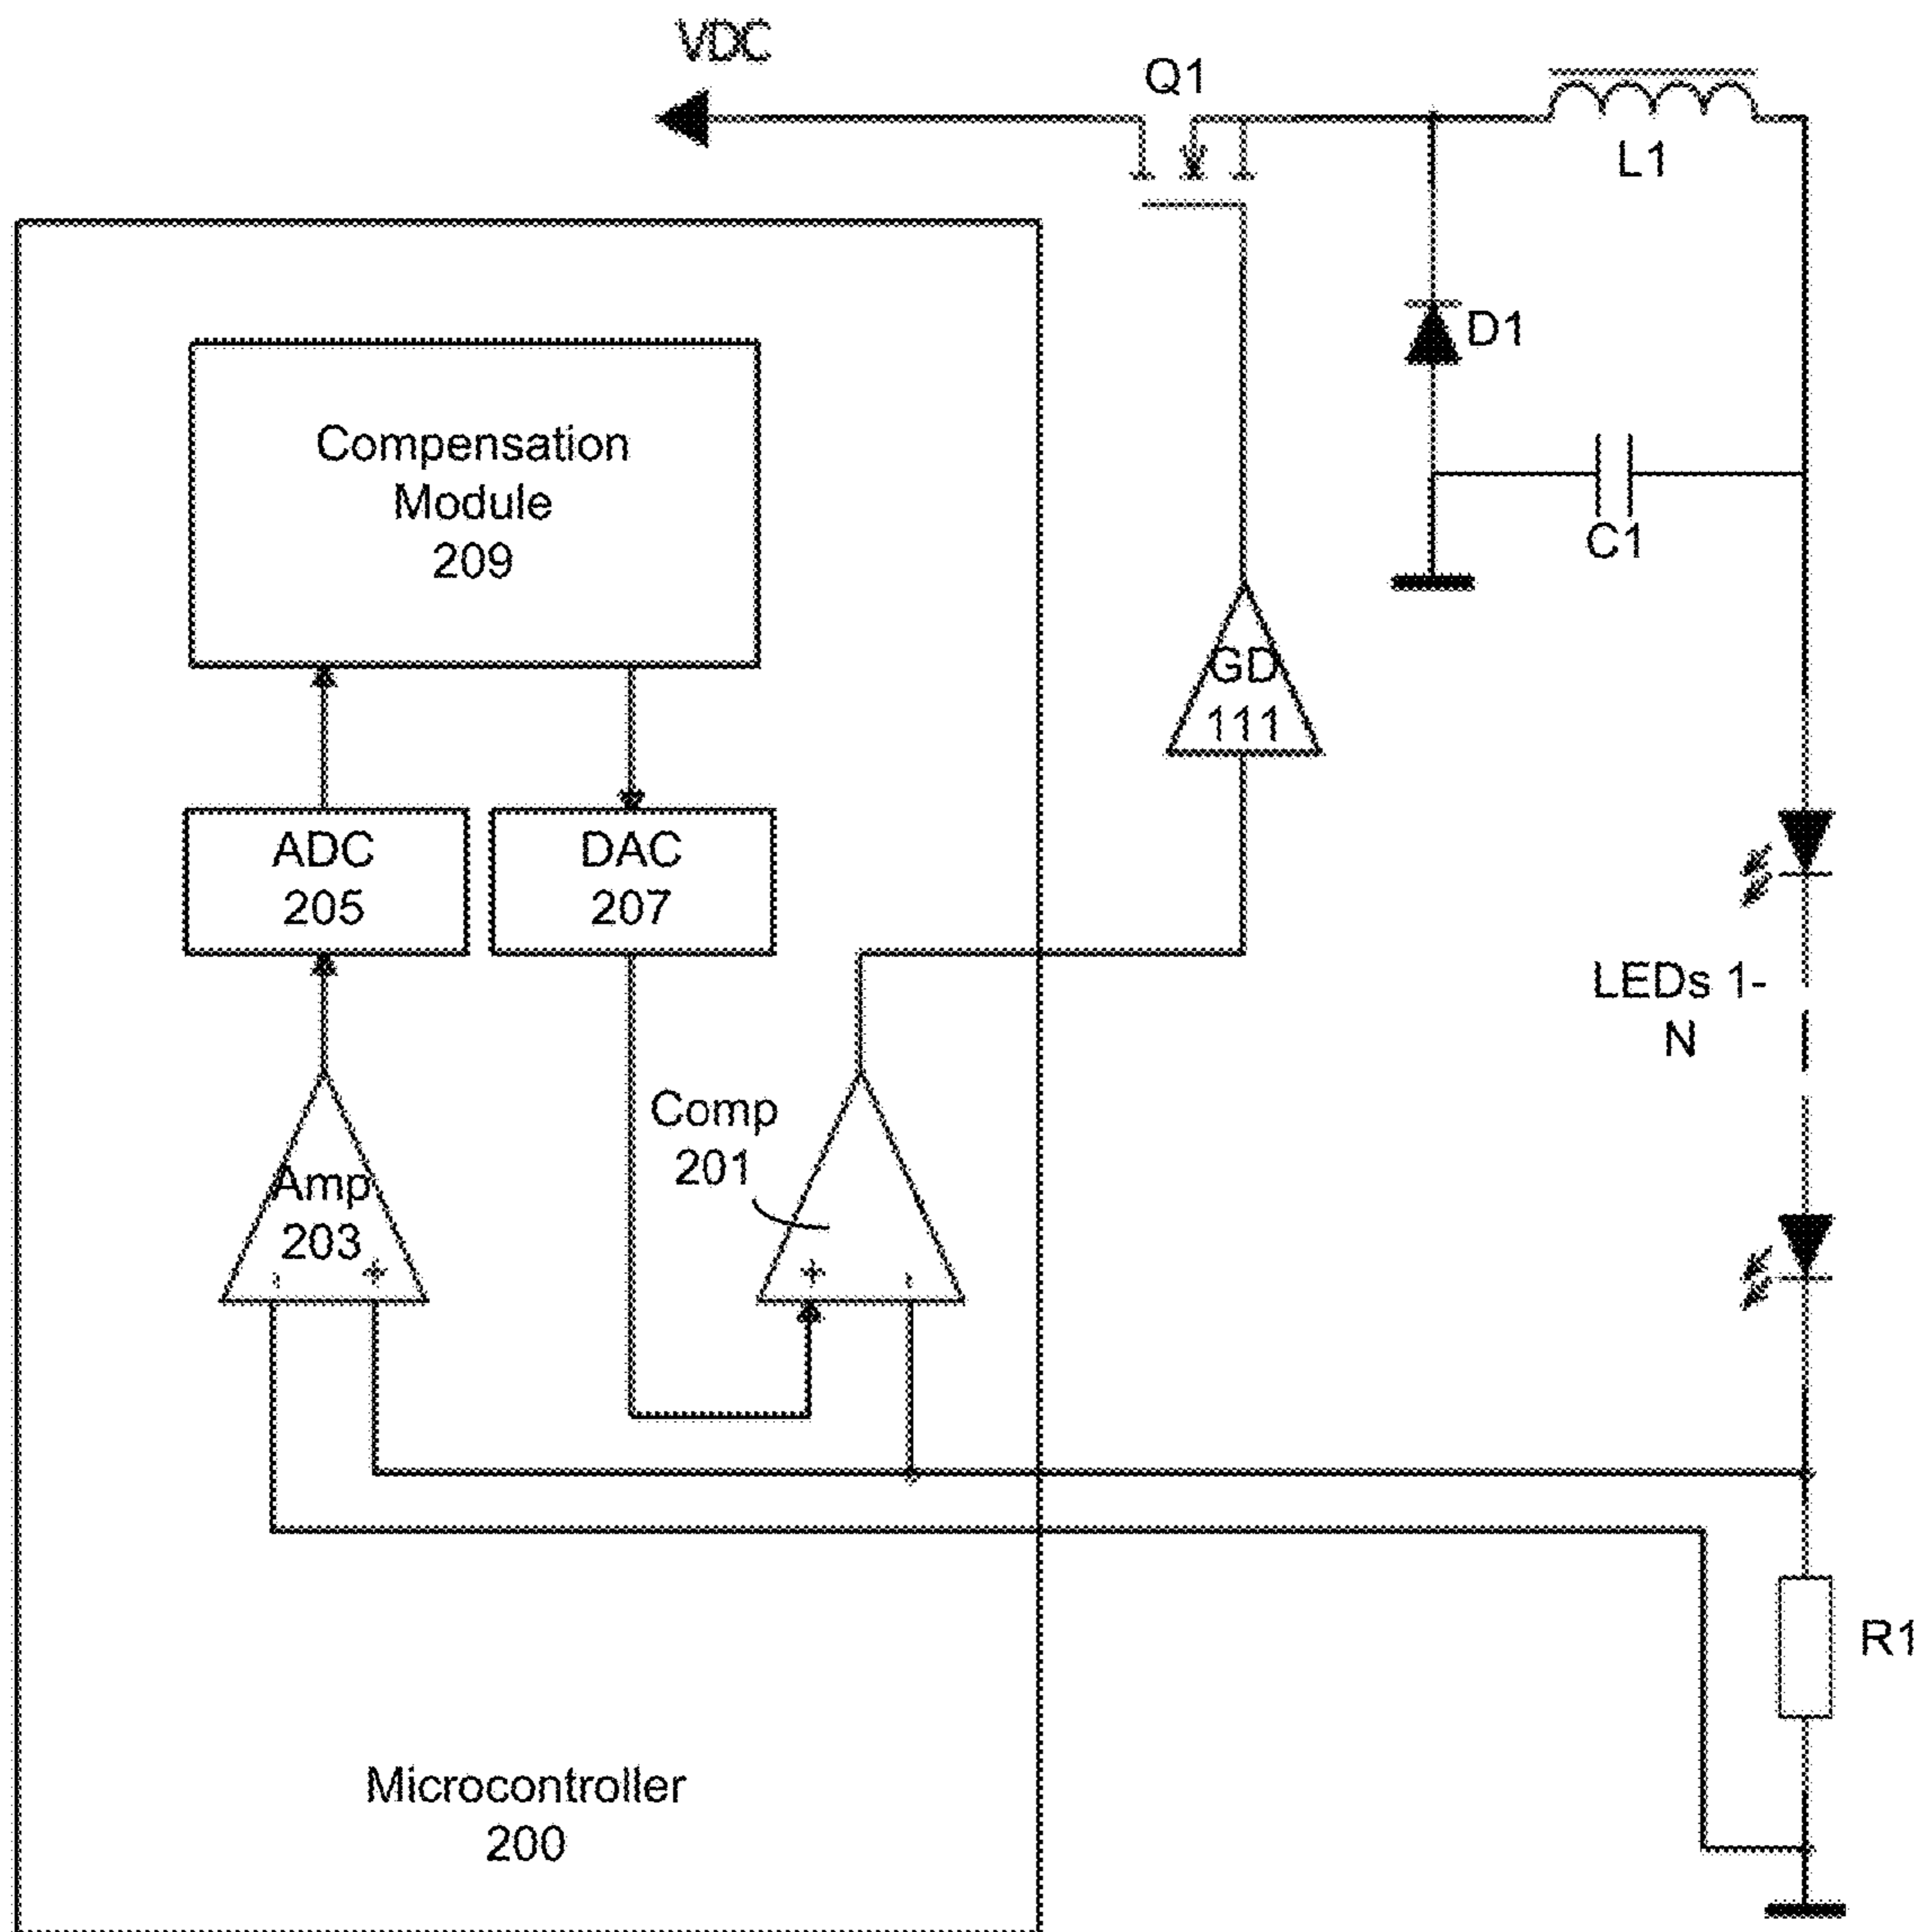 VDC
Q1
L1
D1
C1
Compensation
Module
209
GD
111
ADC
205
DAC
207
LEDs 1-
N
Comp
201
Amp
203
-
+
+
-
R1
Microcontroller
200